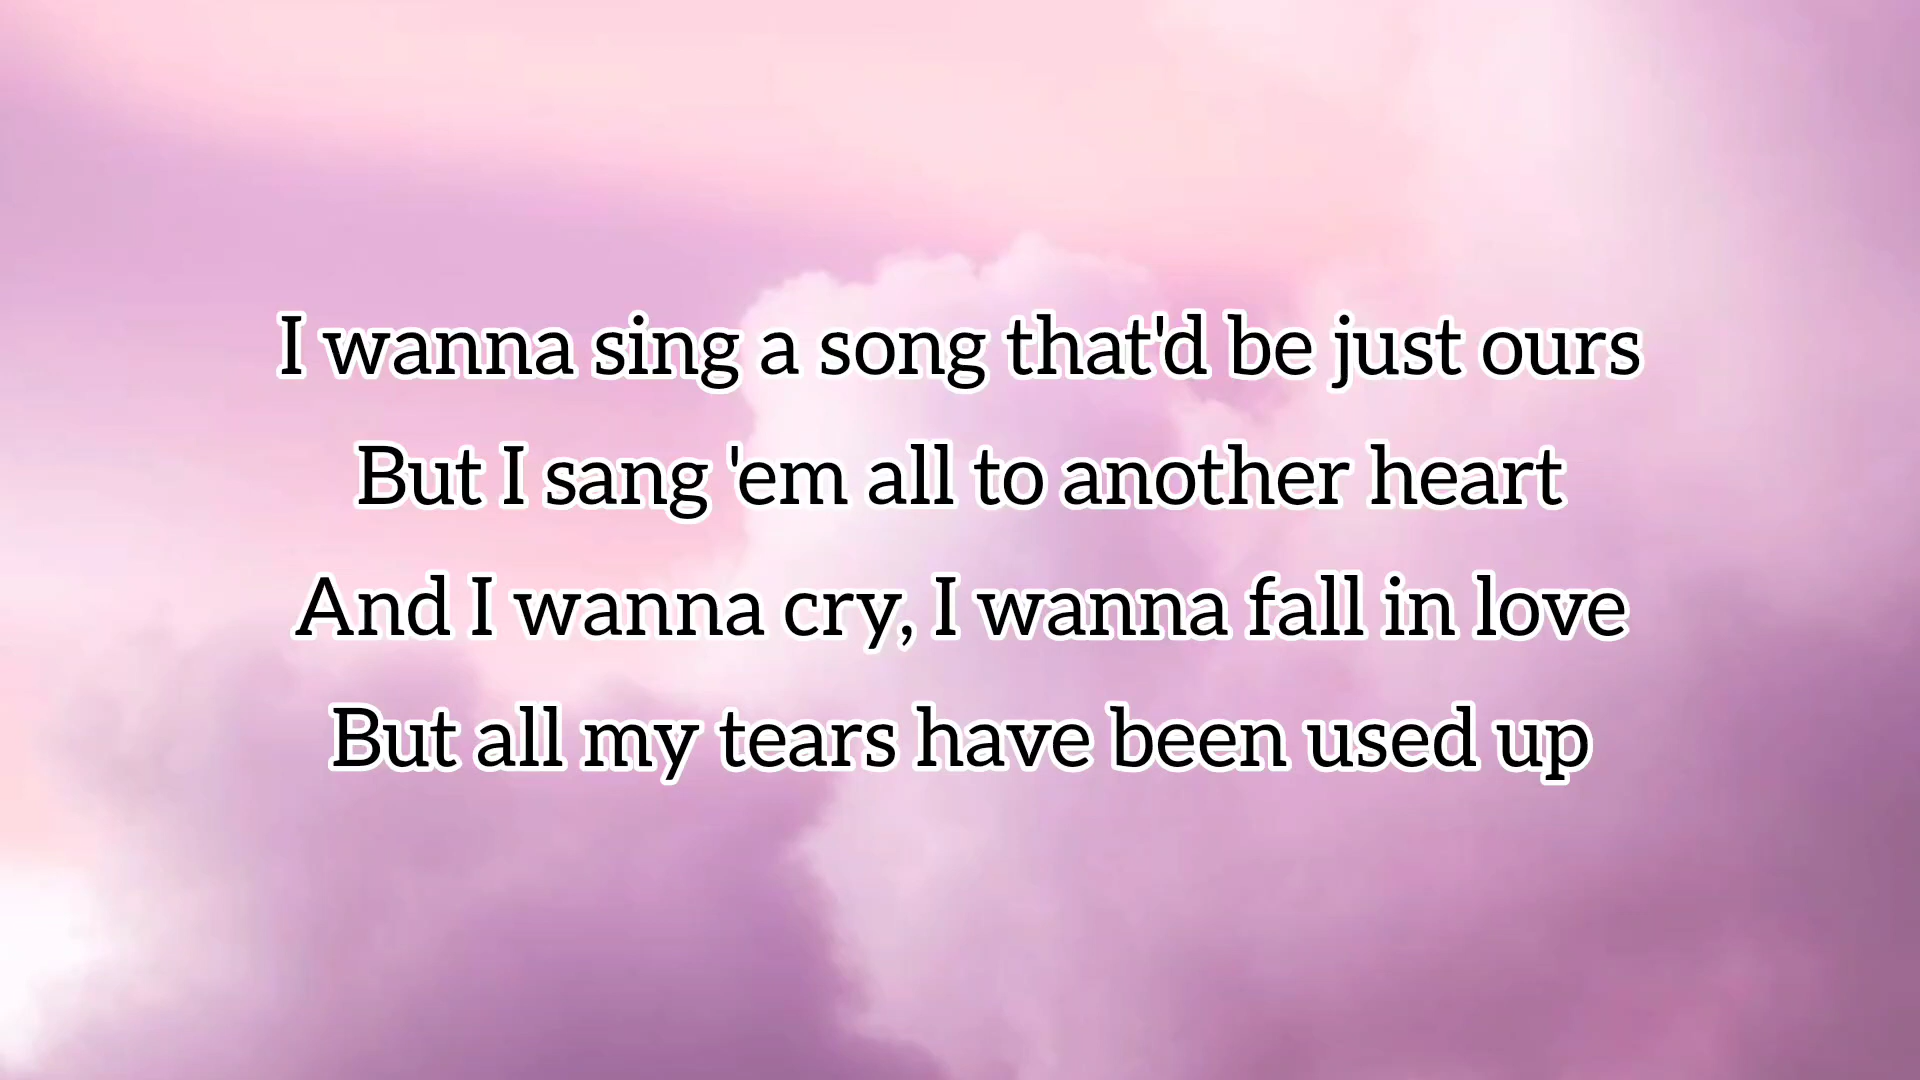 I wanna sing a song that'd be just ours
But I sang 'em all to another heart
And I wanna cry, I wanna fall in love
But all my tears have been used up